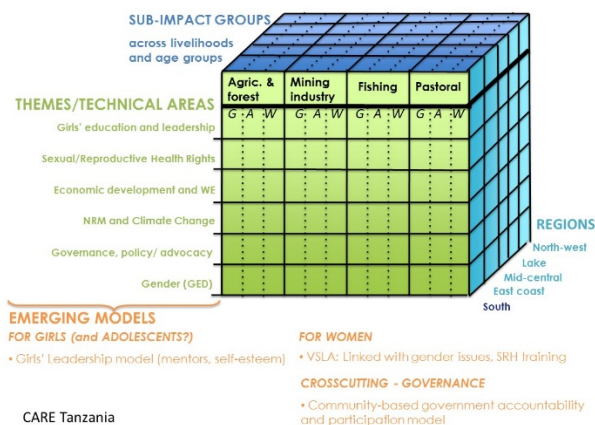 SUB-IMPACT GROUPS
across livelihoods
and age groups
Agric. & forest
Mining industry
Fishing
Pastoral
THEMES/TECHNICAL AREAS
G A W G A W G A W G A W
Girls' education and leadership
Sexual/Reproductive Health Rights
Economic development and WE
NRM and Climate Change
Governance, policy/ advocacy
Gender (GED)
REGIONS
North-west
Lake
Mid-central
East coast
South
EMERGING MODELS
FOR GIRLS (and ADOLESCENTS?)
• Girls' Leadership model (mentors, self-esteem)
FOR WOMEN
• VSLA: Linked with gender issues, SRH training
CROSSCUTTING - GOVERNANCE
• Community-based government accountability
and participation model
CARE Tanzania